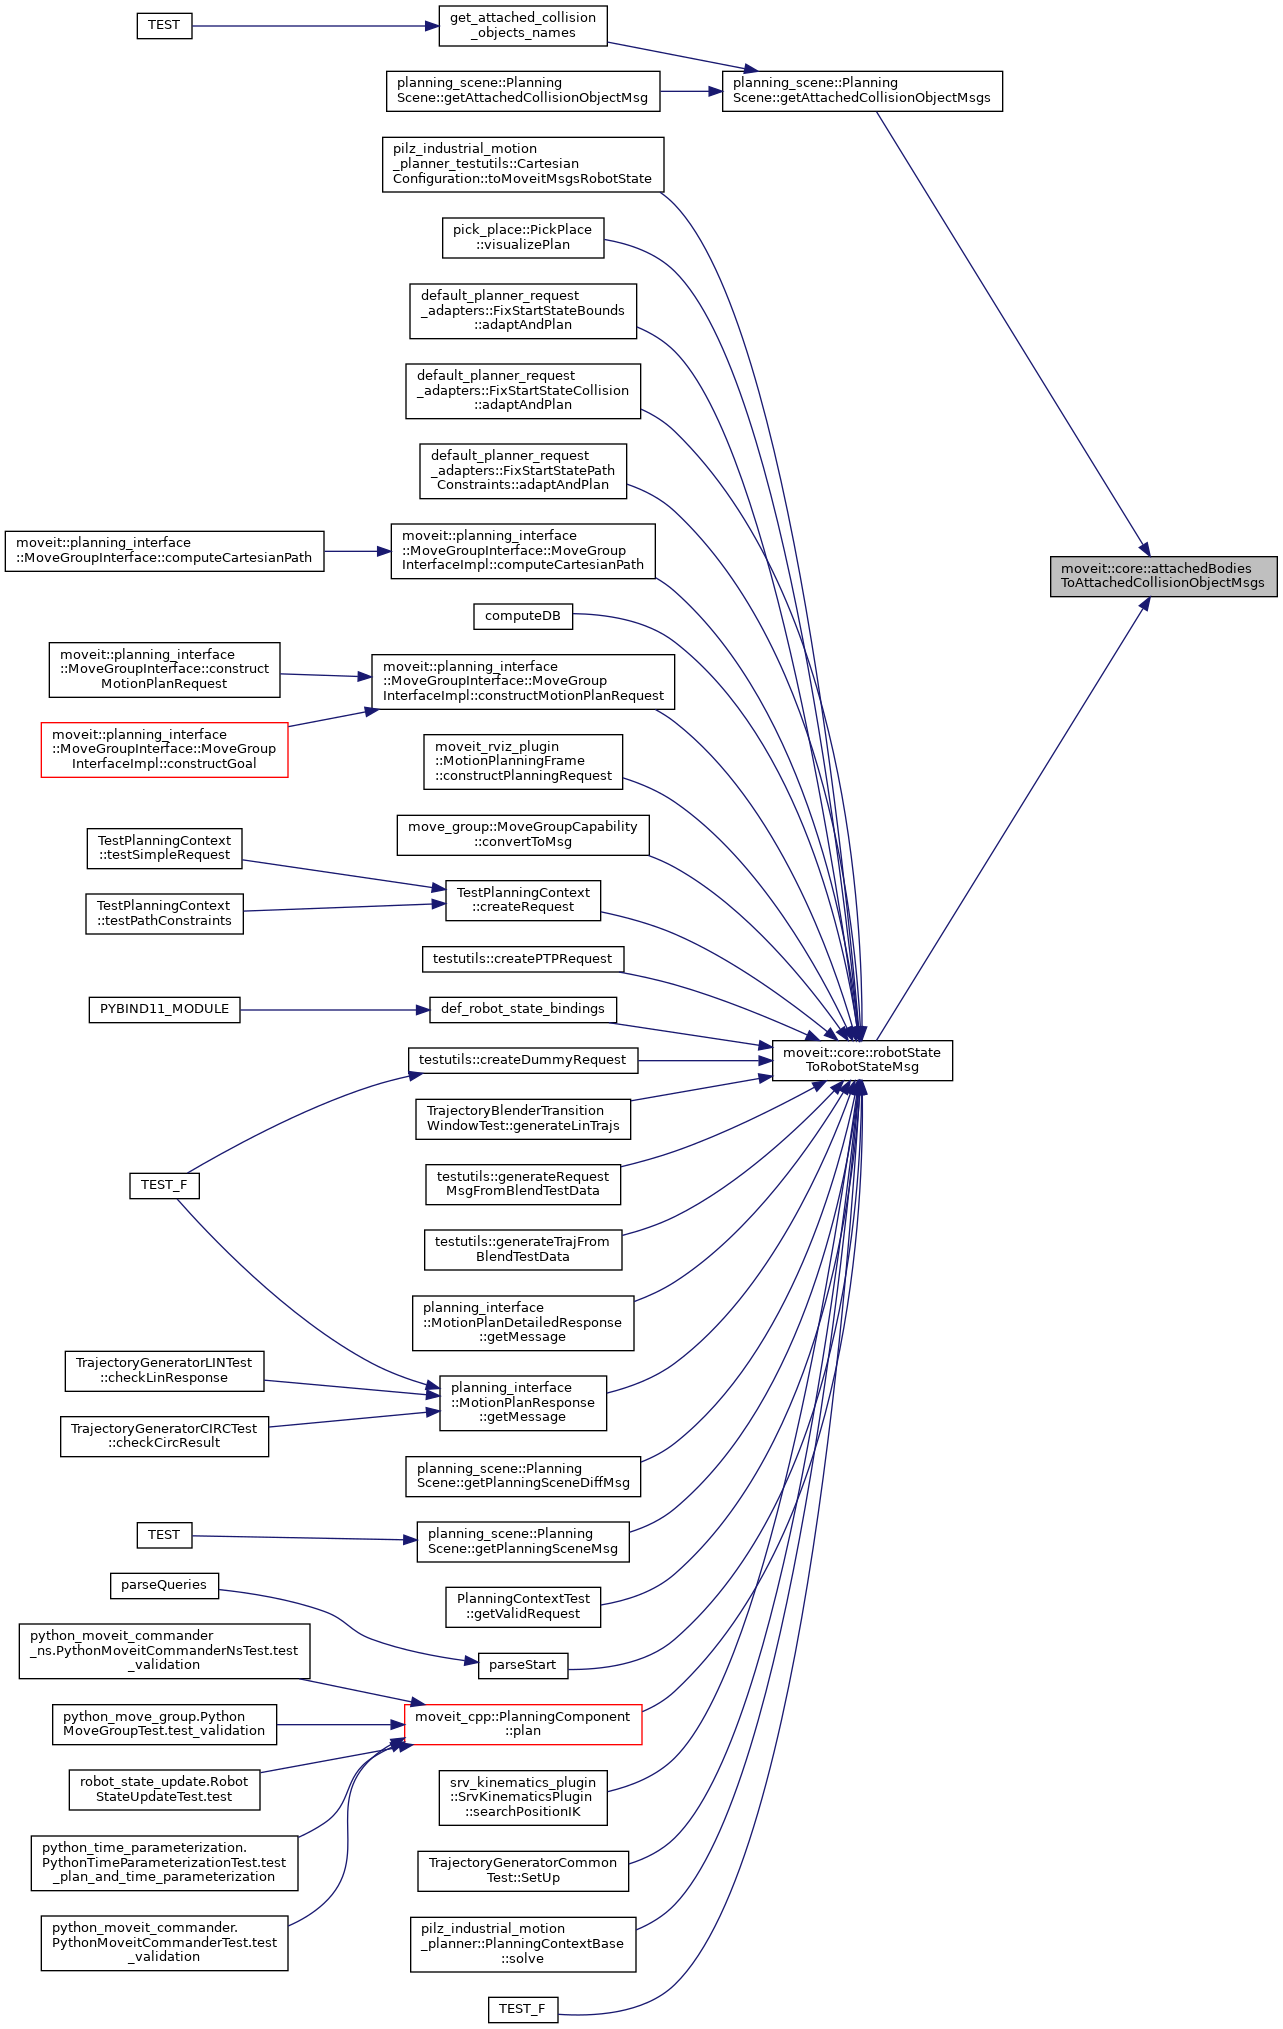 TEST
get_attached_collision
_objects_names
planning_scene::Planning
Scene::getAttachedCollisionObjectMsg
planning_scene::Planning
Scene::getAttachedCollisionObjectMsgs
pilz_industrial_motion
_planner_testutils::Cartesian
Configuration::toMoveitMsgsRobotState
pick_place::PickPlace
::visualizePlan
default_planner_request
_adapters::FixStartStateBounds
::adaptAndPlan
default_planner_request
_adapters::FixStartStateCollision
::adaptAndPlan
default_planner_request
_adapters::FixStartStatePath
Constraints::adaptAndPlan
moveit::planning_interface
::MoveGroupInterface::computeCartesianPath
moveit::planning_interface
::MoveGroupInterface::MoveGroup
InterfaceImpl::computeCartesianPath
moveit::core::attachedBodies
ToAttachedCollisionObjectMsgs
computeDB
moveit::planning_interface
::MoveGroupInterface::construct
MotionPlanRequest
moveit::planning_interface
::MoveGroupInterface::MoveGroup
InterfaceImpl::constructMotionPlanRequest
moveit::planning_interface
::MoveGroupInterface::MoveGroup
InterfaceImpl::constructGoal
moveit_rviz_plugin
::MotionPlanningFrame
::constructPlanningRequest
move_group::MoveGroupCapability
::convertToMsg
TestPlanningContext
::testSimpleRequest
TestPlanningContext
::createRequest
TestPlanningContext
::testPathConstraints
testutils::createPTPRequest
PYBIND11_MODULE
def_robot_state_bindings
testutils::createDummyRequest
moveit::core::robotState
ToRobotStateMsg
TrajectoryBlenderTransition
WindowTest::generateLinTrajs
testutils::generateRequest
MsgFromBlendTestData
TEST_F
testutils::generateTrajFrom
BlendTestData
planning_interface
::MotionPlanDetailedResponse
::getMessage
TrajectoryGeneratorLINTest
::checkLinResponse
planning_interface
::MotionPlanResponse
::getMessage
TrajectoryGeneratorCIRCTest
::checkCircResult
planning_scene::Planning
Scene::getPlanningSceneDiffMsg
TEST
planning_scene::Planning
Scene::getPlanningSceneMsg
parseQueries
PlanningContextTest
::getValidRequest
python_moveit_commander
_ns.PythonMoveitCommanderNsTest.test
_validation
parseStart
python_move_group.Python
MoveGroupTest.test_validation
moveit_cpp::PlanningComponent
::plan
robot_state_update.Robot
StateUpdateTest.test
srv_kinematics_plugin
::SrvKinematicsPlugin
::searchPositionIK
python_time_parameterization.
PythonTimeParameterizationTest.test
_plan_and_time_parameterization
TrajectoryGeneratorCommon
Test::SetUp
python_moveit_commander.
PythonMoveitCommanderTest.test
_validation
pilz_industrial_motion
_planner::PlanningContextBase
::solve
TEST_F